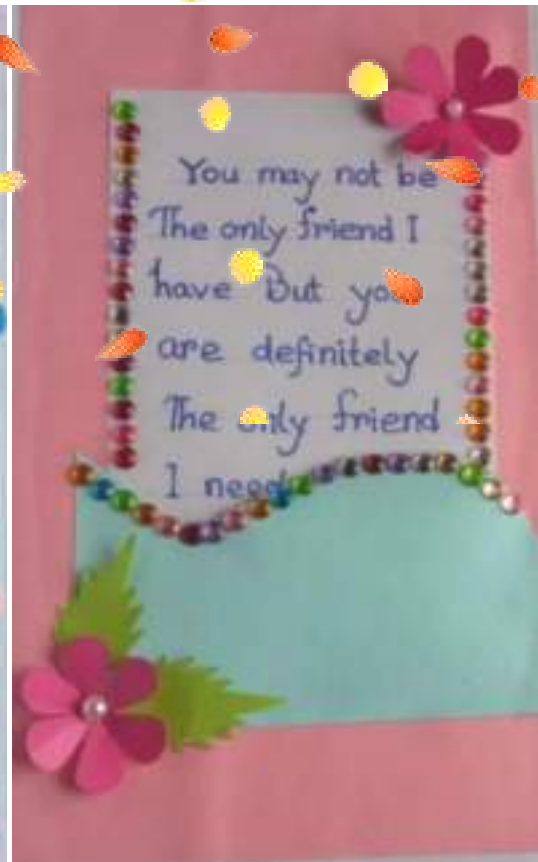 You may not be
The only friend I
have But you
are definitely
The only friend
I need